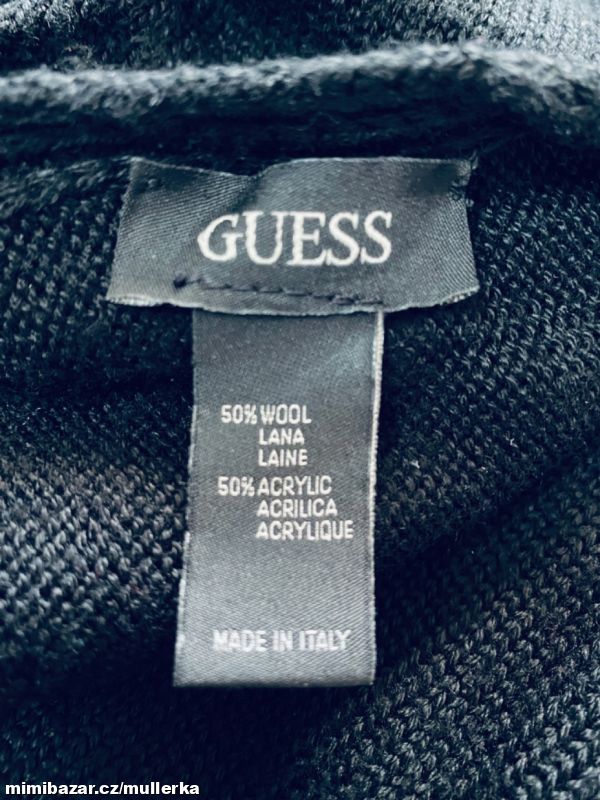 GUESS
50% WOOL
LANA
LAINE
50% ACRYLIC
ACRILICA
ACRYLIQUE
MADE IN ITALY
mimibazar.cz/mullerka